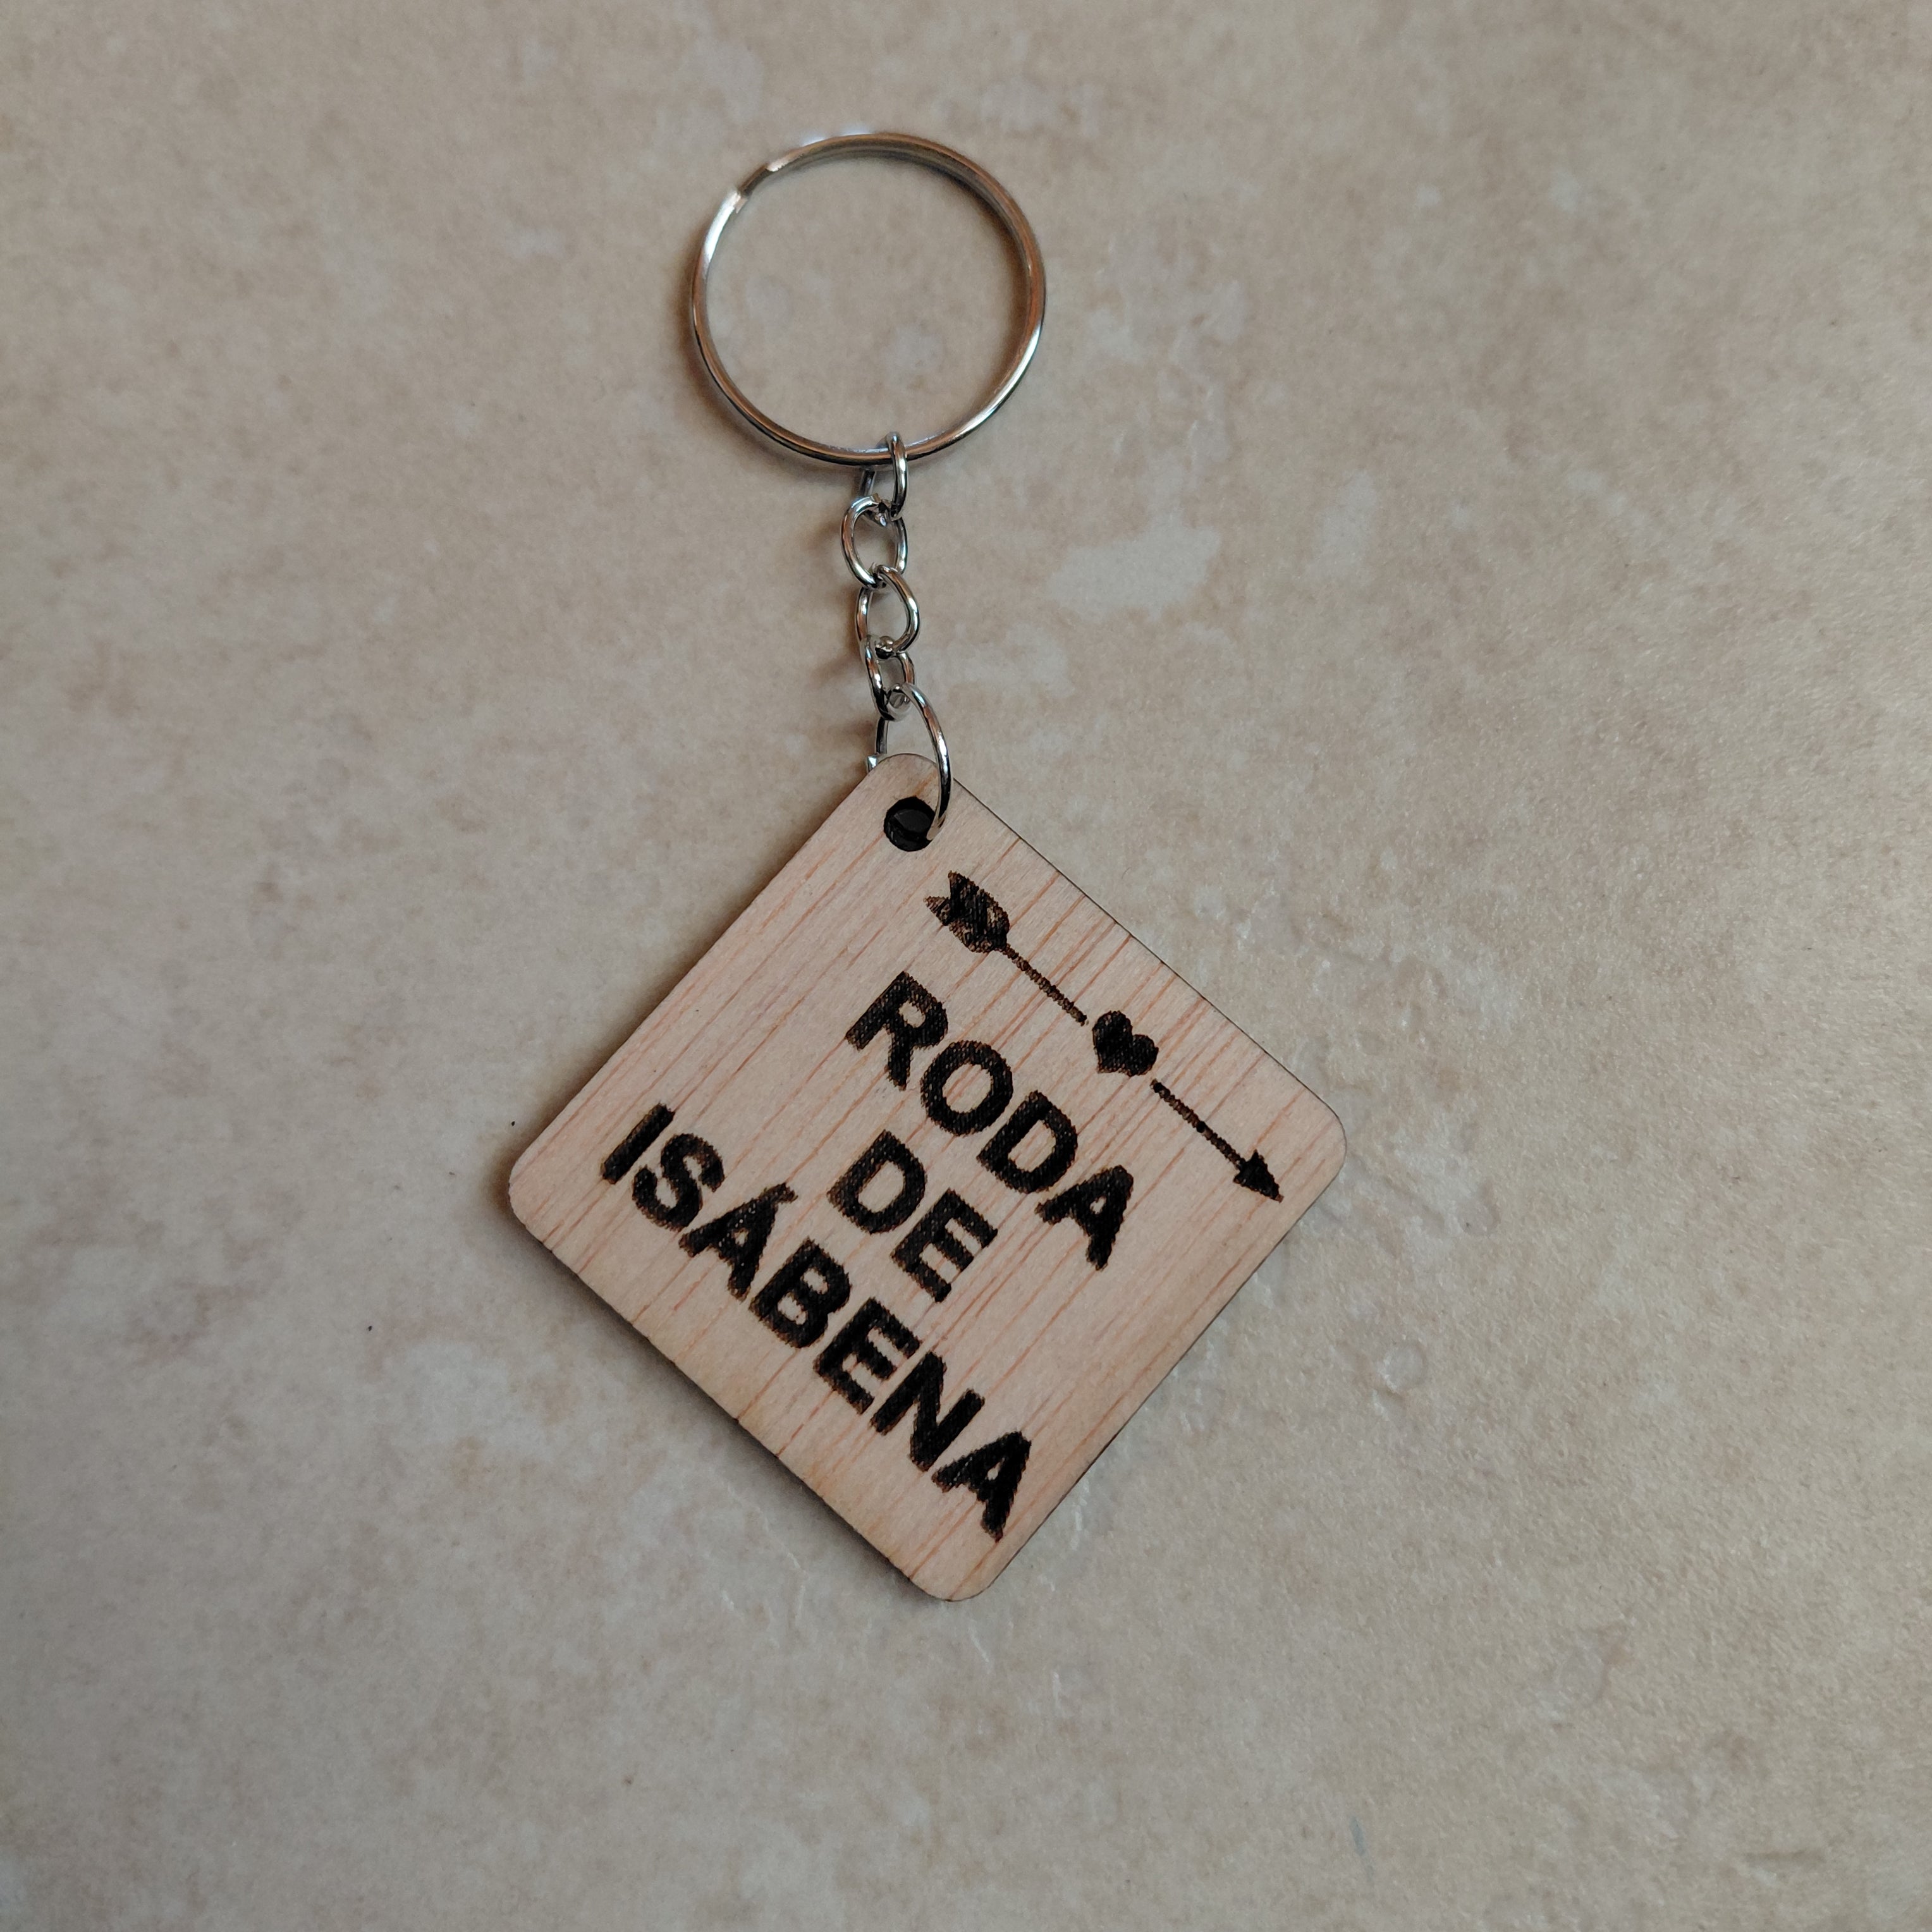 RODA
DE
ISÁBENA